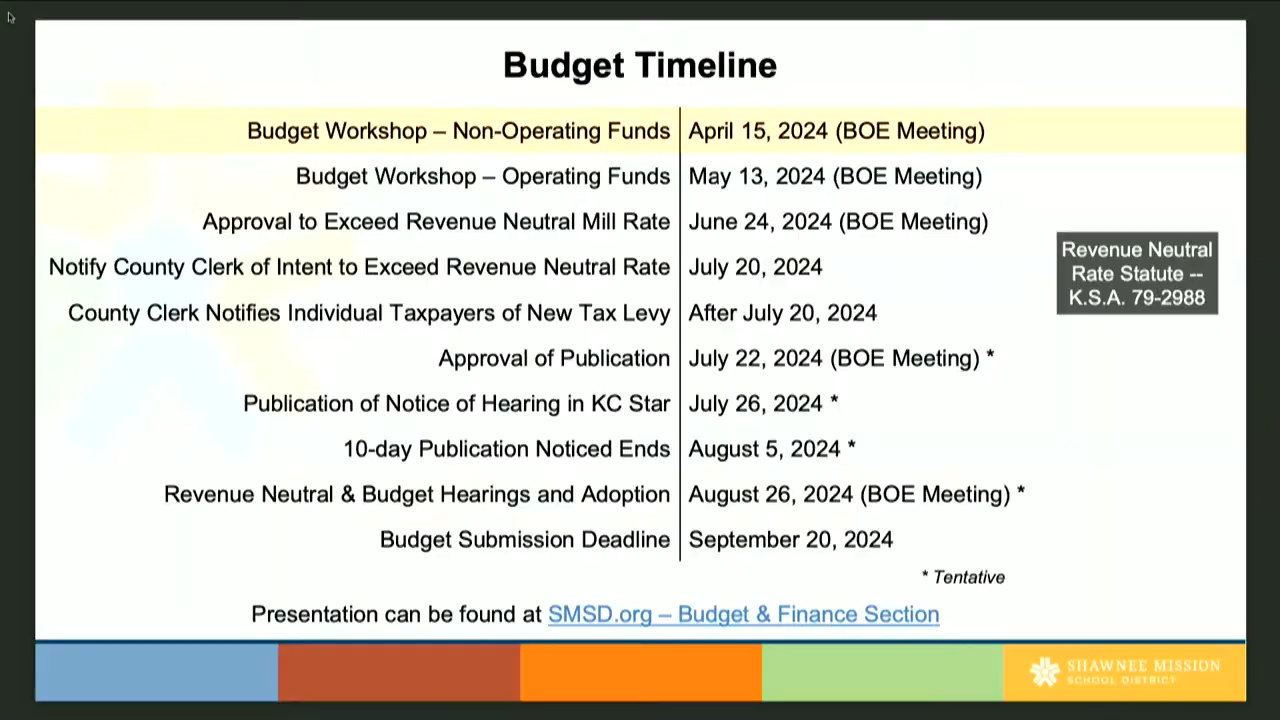 Budget Timeline
Budget Workshop – Non-Operating Funds April 15, 2024 (BOE Meeting)
Budget Workshop – Operating Funds May 13, 2024 (BOE Meeting)
Approval to Exceed Revenue Neutral Mill Rate June 24, 2024 (BOE Meeting)
Notify County Clerk of Intent to Exceed Revenue Neutral Rate July 20, 2024
County Clerk Notifies Individual Taxpayers of New Tax Levy After July 20, 2024
Approval of Publication July 22, 2024 (BOE Meeting) *
Publication of Notice of Hearing in KC Star July 26, 2024 *
10-day Publication Noticed Ends August 5, 2024 *
Revenue Neutral & Budget Hearings and Adoption August 26, 2024 (BOE Meeting) *
Budget Submission Deadline September 20, 2024
* Tentative
Revenue Neutral
Rate Statute --
K.S.A. 79-2988
Presentation can be found at SMSD.org – Budget & Finance Section
SHAWNEE MISSION
SCHOOL DISTRICT